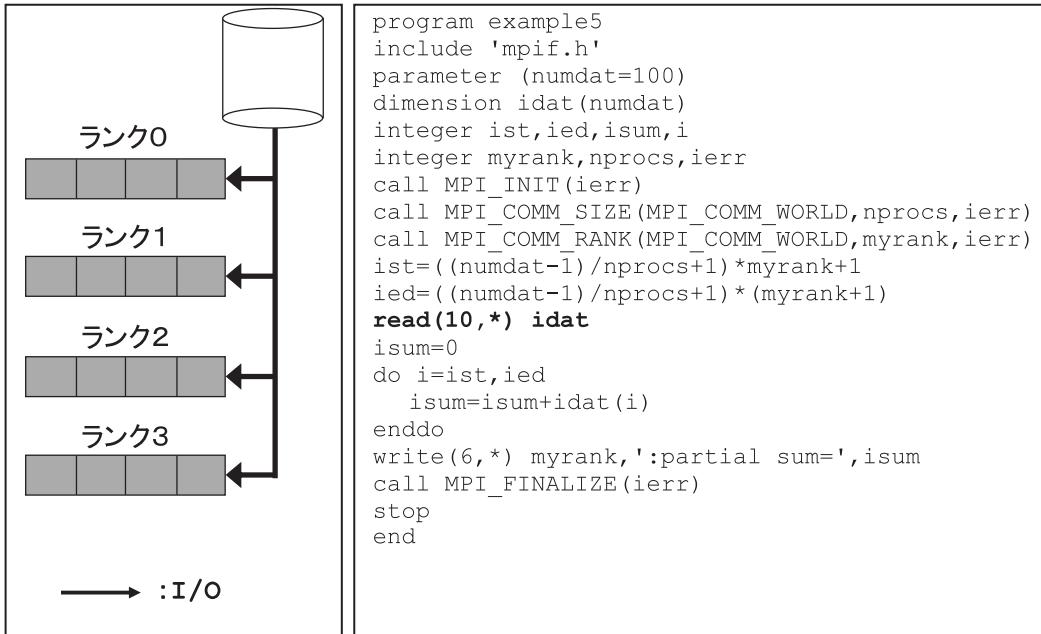 ランク0
ランク1
ランク2
ランク3
:I/O
program example5
include 'mpif.h'
parameter (numdat=100)
dimension idat(numdat)
integer ist,ied,isum,i
integer myrank,nprocs,ierr
call MPI_INIT(ierr)
call MPI_COMM_SIZE(MPI_COMM_WORLD,nprocs,ierr)
call MPI_COMM_RANK(MPI_COMM_WORLD,myrank,ierr)
ist=((numdat-1)/nprocs+1)*myrank+1
ied=((numdat-1)/nprocs+1)*(myrank+1)
read(10,*) idat
isum=0
do i=ist,ied
isum=isum+idat(i)
enddo
write(6,*) myrank,':partial sum=',isum
call MPI_FINALIZE(ierr)
stop
end